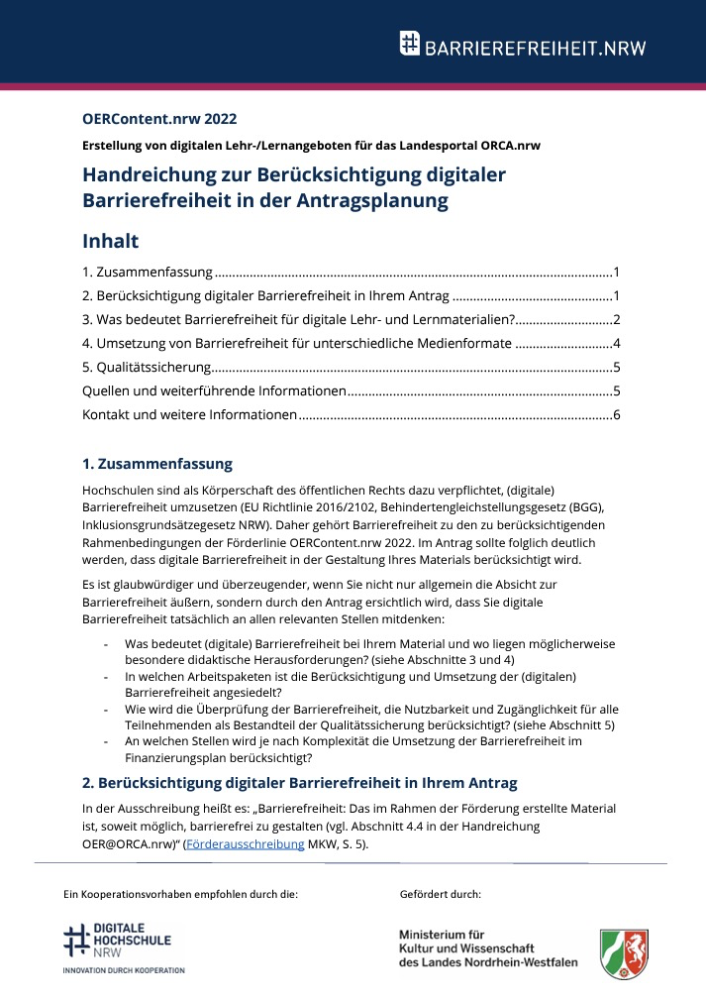 BARRIEREFREIHEIT.NRW
OERContent.nrw 2022
Erstellung von digitalen Lehr-/Lernangeboten für das Landesportal ORCA.nrw
Handreichung zur Berücksichtigung digitaler
Barrierefreiheit in der Antragsplanung
Inhalt
1. Zusammenfassung.....1
2. Berücksichtigung digitaler Barrierefreiheit in Ihrem Antrag.....1
3. Was bedeutet Barrierefreiheit für digitale Lehr- und Lernmaterialien?.....2
4. Umsetzung von Barrierefreiheit für unterschiedliche Medienformate.....4
5. Qualitätssicherung.....5
Quellen und weiterführende Informationen.....5
Kontakt und weitere Informationen.....6
1. Zusammenfassung
Hochschulen sind als Körperschaft des öffentlichen Rechts dazu verpflichtet, (digitale)
Barrierefreiheit umzusetzen (EU Richtlinie 2016/2102, Behindertengleichstellungsgesetz (BGG),
Inklusionsgrundsätzegesetz NRW). Daher gehört Barrierefreiheit zu den zu berücksichtigenden
Rahmenbedingungen der Förderlinie OERContent.nrw 2022. Im Antrag sollte folglich deutlich
werden, dass digitale Barrierefreiheit in der Gestaltung Ihres Materials berücksichtigt wird.
Es ist glaubwürdiger und überzeugender, wenn Sie nicht nur allgemein die Absicht zur
Barrierefreiheit äußern, sondern durch den Antrag ersichtlich wird, dass Sie digitale
Barrierefreiheit tatsächlich an allen relevanten Stellen mitdenken:
- Was bedeutet (digitale) Barrierefreiheit bei Ihrem Material und wo liegen möglicherweise
besondere didaktische Herausforderungen? (siehe Abschnitte 3 und 4)
- In welchen Arbeitspaketen ist die Berücksichtigung und Umsetzung der (digitalen)
Barrierefreiheit angesiedelt?
- Wie wird die Überprüfung der Barrierefreiheit, die Nutzbarkeit und Zugänglichkeit für alle
Teilnehmenden als Bestandteil der Qualitätssicherung berücksichtigt? (siehe Abschnitt 5)
- An welchen Stellen wird je nach Komplexität die Umsetzung der Barrierefreiheit im
Finanzierungsplan berücksichtigt?
2. Berücksichtigung digitaler Barrierefreiheit in Ihrem Antrag
In der Ausschreibung heißt es: „Barrierefreiheit: Das im Rahmen der Förderung erstellte Material
ist, soweit möglich, barrierefrei zu gestalten (vgl. Abschnitt 4.4 in der Handreichung
OER@ORCA.nrw)“ (Förderausschreibung MKW, S. 5).
Ein Kooperationsvorhaben empfohlen durch die:
Gefördert durch:
DIGITALE
HOCHSCHULE
NRW
INNOVATION DURCH KOOPERATION
Ministerium für
Kultur und Wissenschaft
des Landes Nordrhein-Westfalen